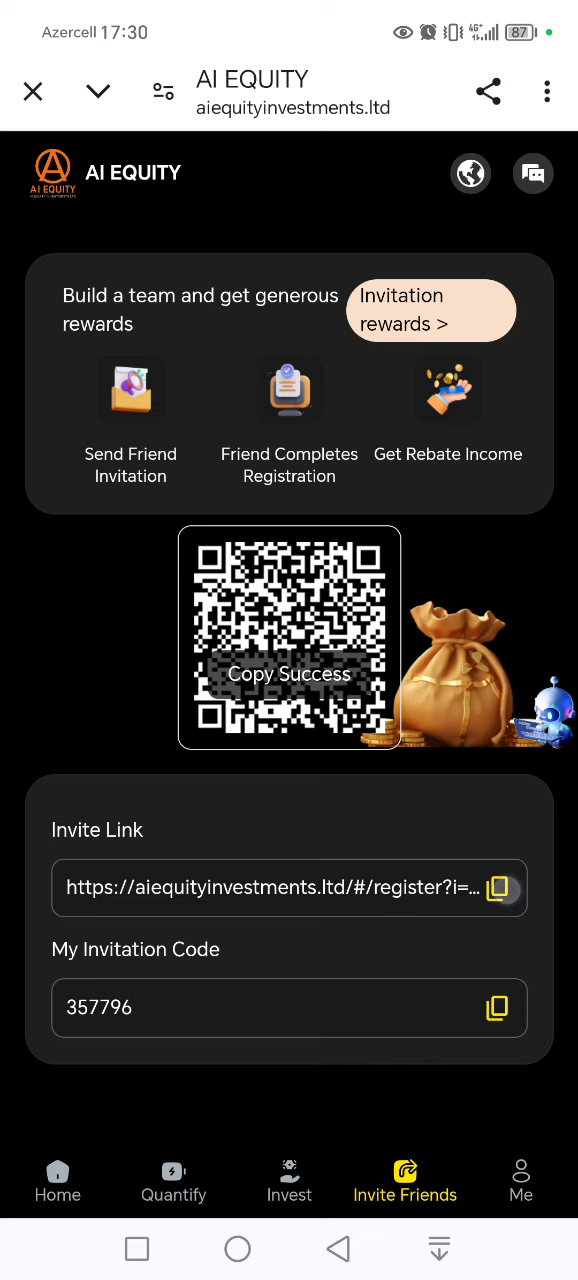 Azercell 17:30
4G+
87
AI EQUITY
aiequityinvestments.ltd
AI EQUITY
AI EQUITY
Build a team and get generous rewards
Invitation rewards >
Send Friend Invitation
Friend Completes Registration
Get Rebate Income
Copy Success
Invite Link
https://aiequityinvestments.ltd/#/register?i=...
My Invitation Code
357796
Home
Quantify
Invest
Invite Friends
Me